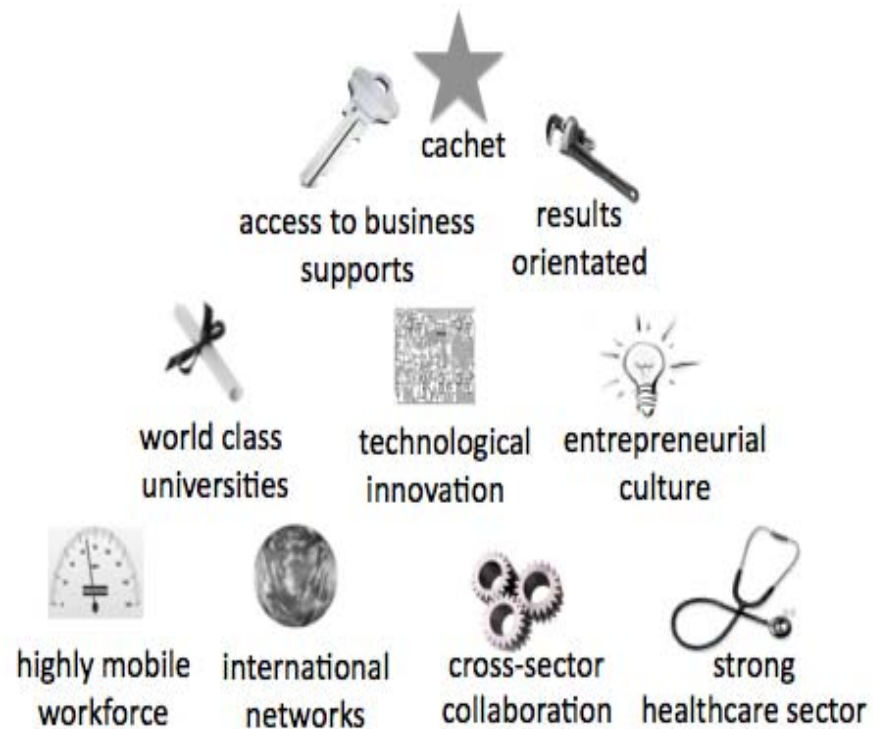 cachet
access to business
supports
results
orientated
world class
universities
technological
innovation
entrepreneurial
culture
highly mobile
workforce
international
networks
cross-sector
collaboration
strong
healthcare sector